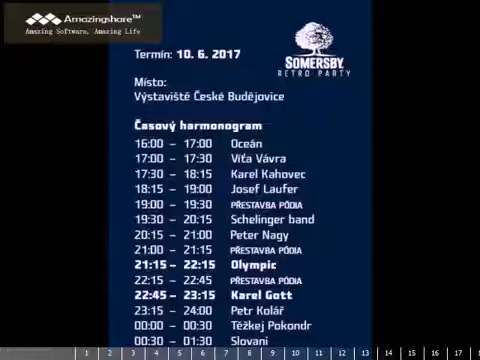 Amazingshare™
Amazing Software, Amazing Life
Termín: 10. 6. 2017
SOMERSBY
RETRO PARTY
Místo:
Výstaviště České Budějovice
Časový harmonogram
16:00 – 17:00 Oceán
17:00 – 17:30 Víťa Vávra
17:30 – 18:15 Karel Kahovec
18:15 – 19:00 Josef Laufer
19:00 – 19:30 PŘESTAVBA PÓDIA
19:30 – 20:15 Schelinger band
20:15 – 21:00 Peter Nagy
21:00 – 21:15 PŘESTAVBA PÓDIA
21:15 – 22:15 Olympic
22:15 – 22:45 PŘESTAVBA PÓDIA
22:45 – 23:15 Karel Gott
23:15 – 24:00 Petr Kolář
00:00 – 00:30 Těžkej Pokondr
00:30 – 01:30 Slovani
1 2 3 4 5 6 7 8 9 10 11 12 13 14 15 16 17